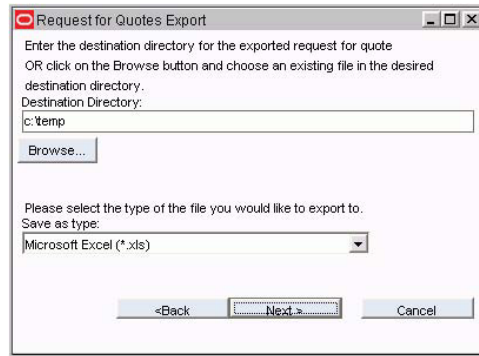 Request for Quotes Export
Enter the destination directory for the exported request for quote
OR click on the Browse button and choose an existing file in the desired
destination directory.
Destination Directory:
c:\temp
Browse...
Please select the type of the file you would like to export to.
Save as type:
Microsoft Excel (*.xls)
<Back Next > Cancel